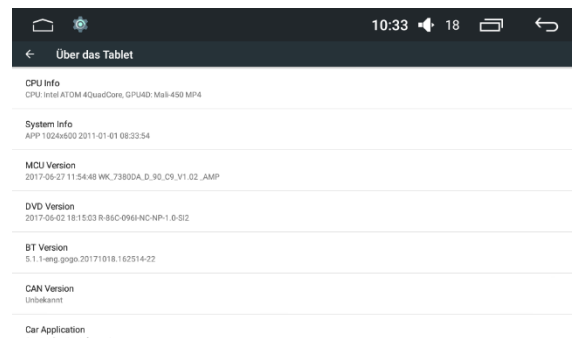 10:33 18
Über das Tablet
CPU Info
CPU: Intel ATOM 4QuadCore, GPU4D: Mali-450 MP4
System Info
APP 1024x600 2011-01-01 08:33:54
MCU Version
2017-06-27 11:54:48 WK_7380DA_D_90_C9_V1.02 _AMP
DVD Version
2017-06-02 18:15:03 R-86C-096I-NC-NP-1.0-SI2
BT Version
5.1.1-eng.gogo.20171018.162514-22
CAN Version
Unbekannt
Car Application